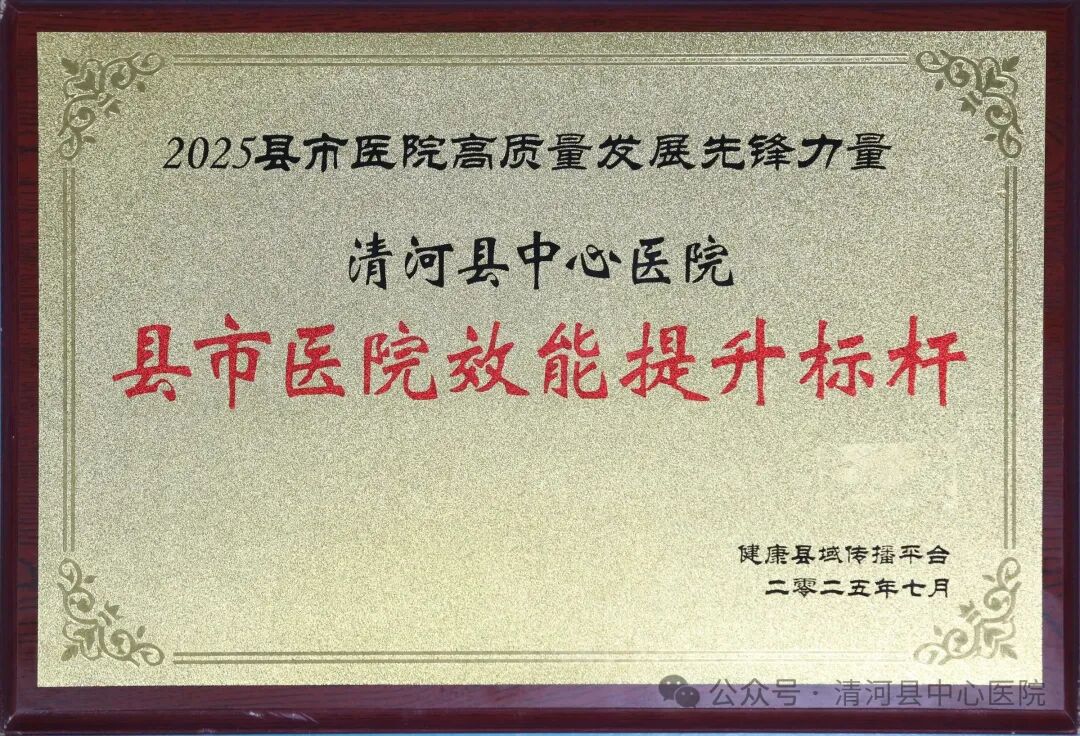 2025县市医院高质量发展先锋力量
清河县中心医院
县市医院效能提升标杆
健康县域传播平台
二零二五年七月
公众号·清河县中心医院